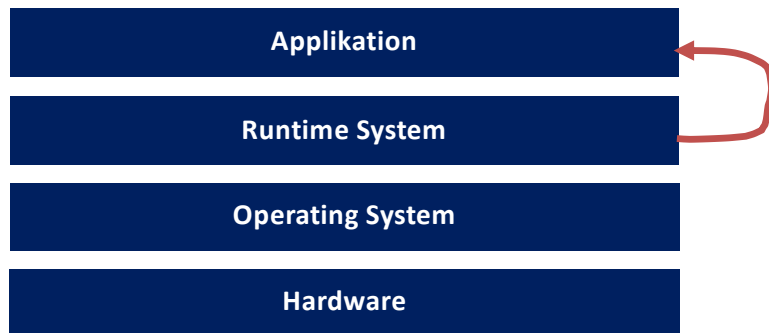 Applikation
Runtime System
Operating System
Hardware